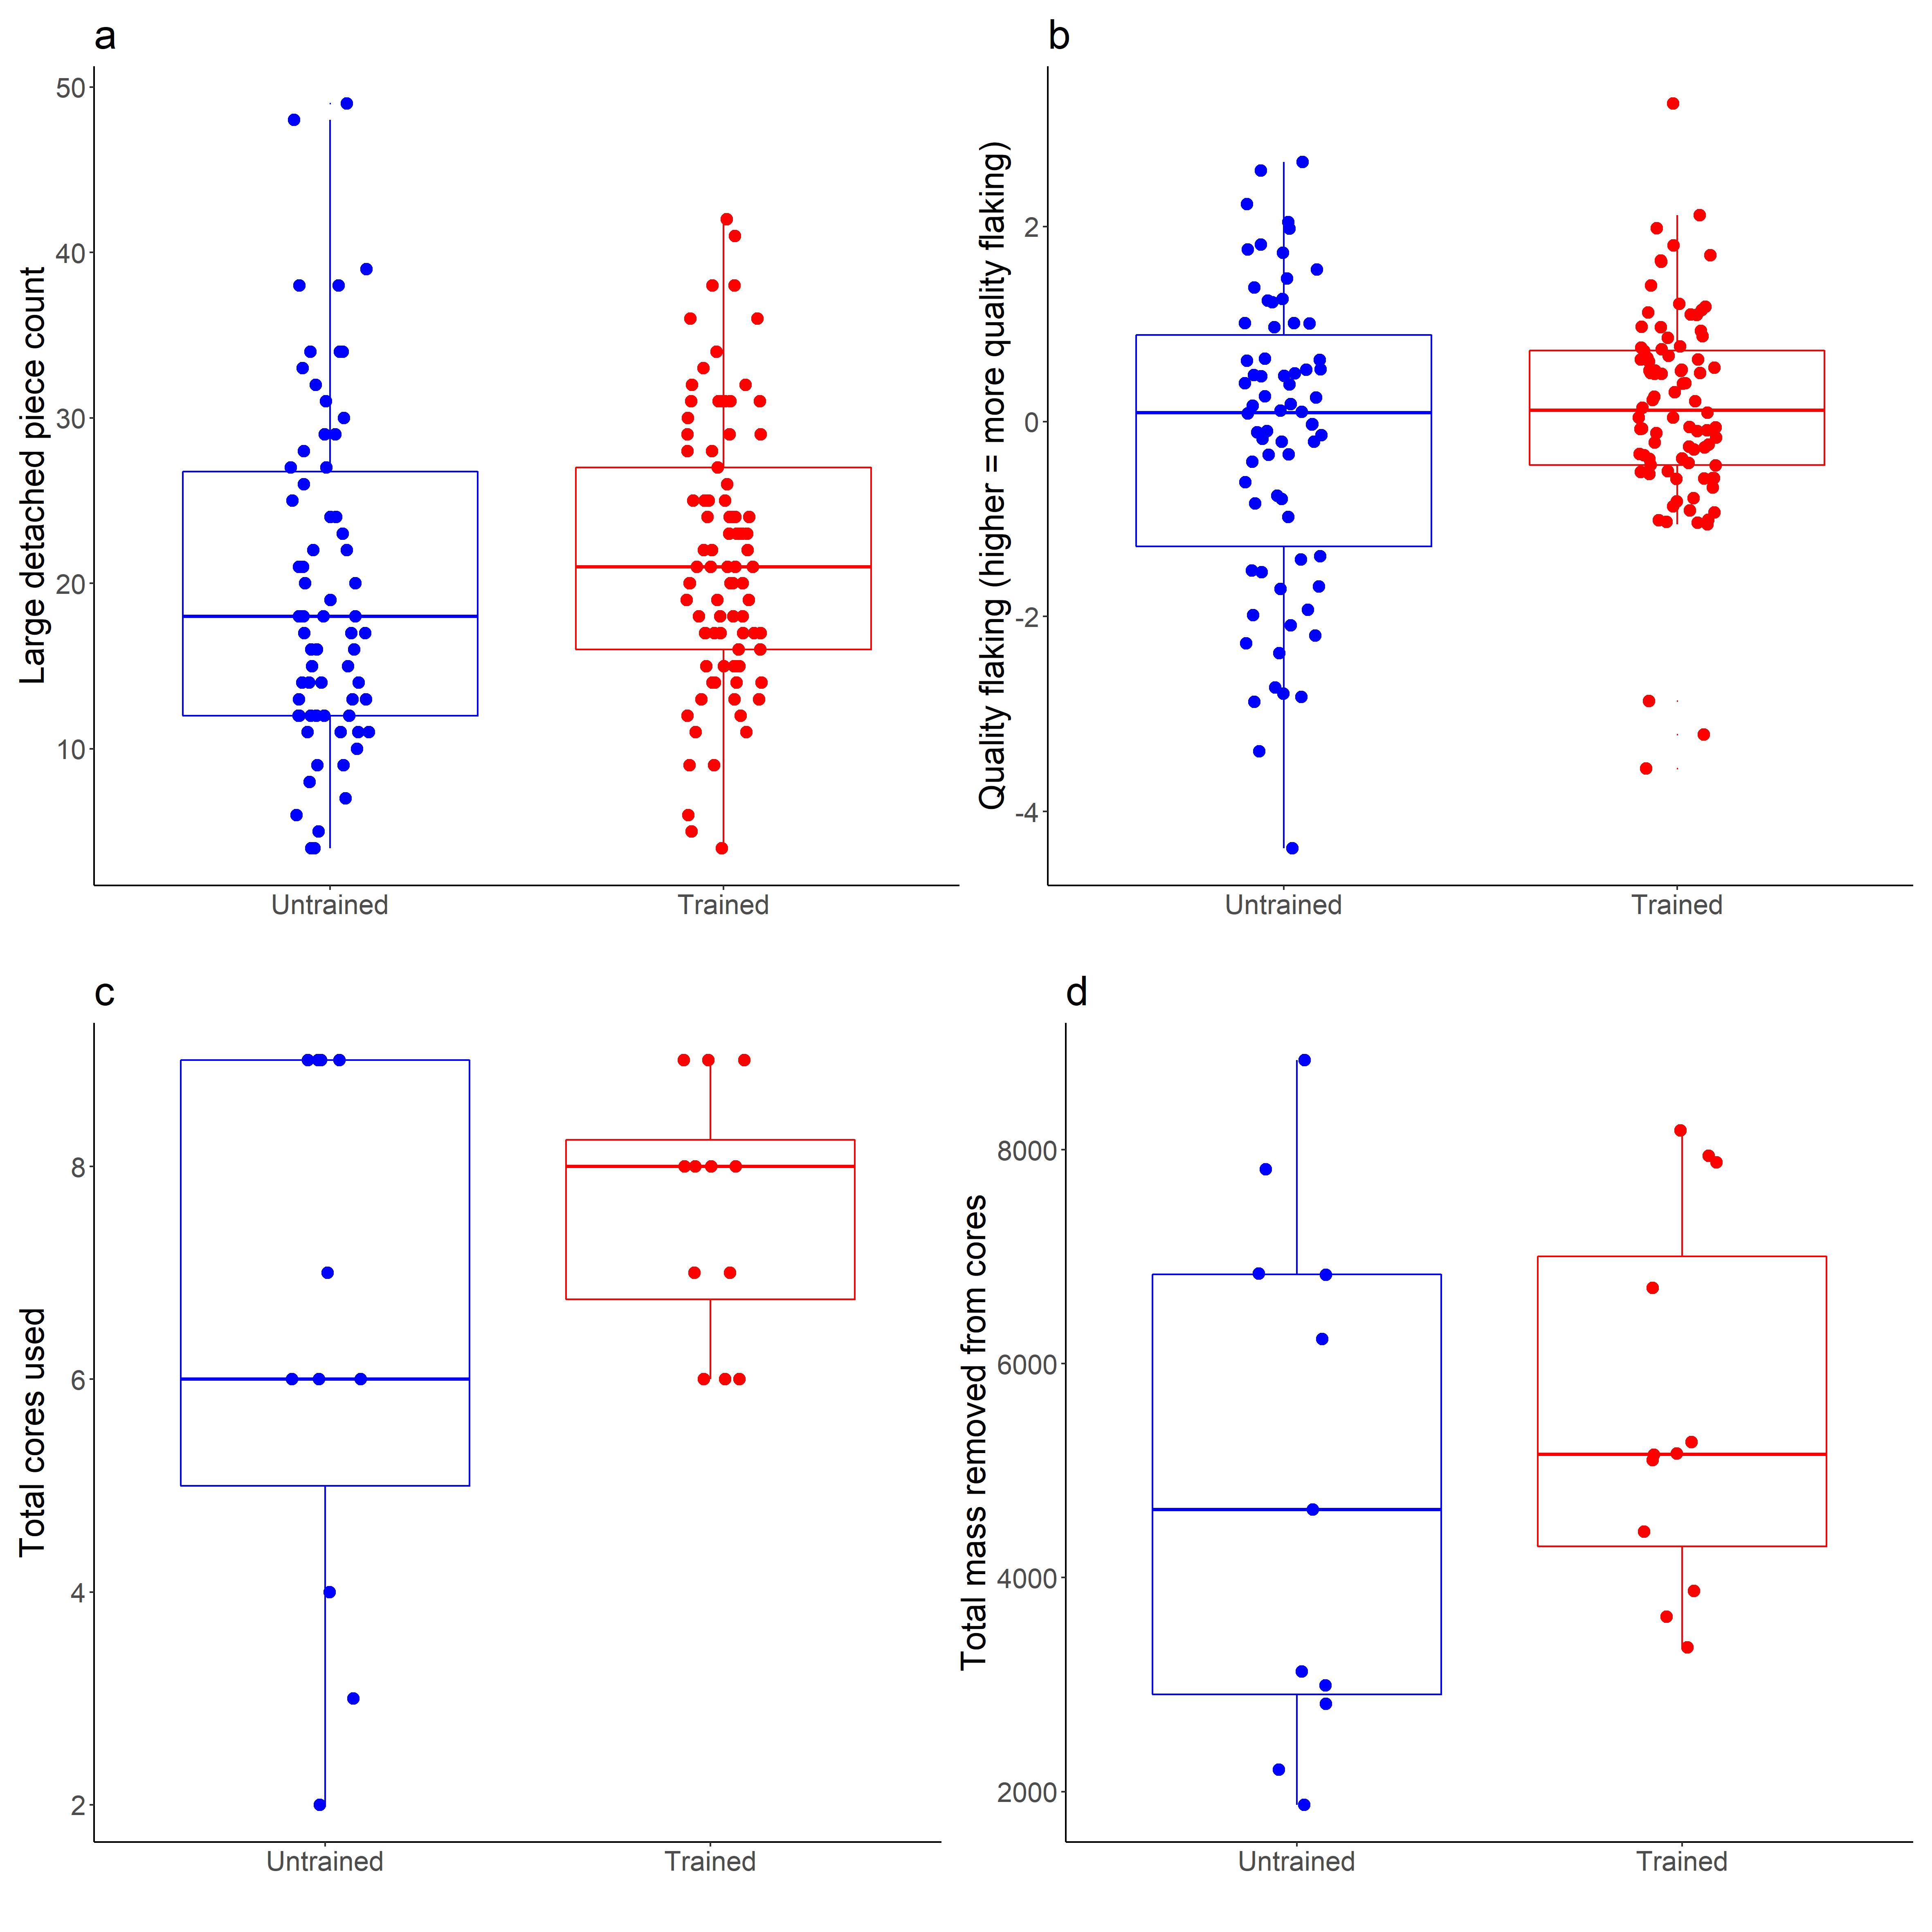 a
50
40
30
20
10
Large detached piece count
Untrained
Trained
b
2
0
-2
-4
Quality flaking (higher = more quality flaking)
Untrained
Trained
c
8
6
4
2
Total cores used
Untrained
Trained
d
8000
6000
4000
2000
Total mass removed from cores
Untrained
Trained